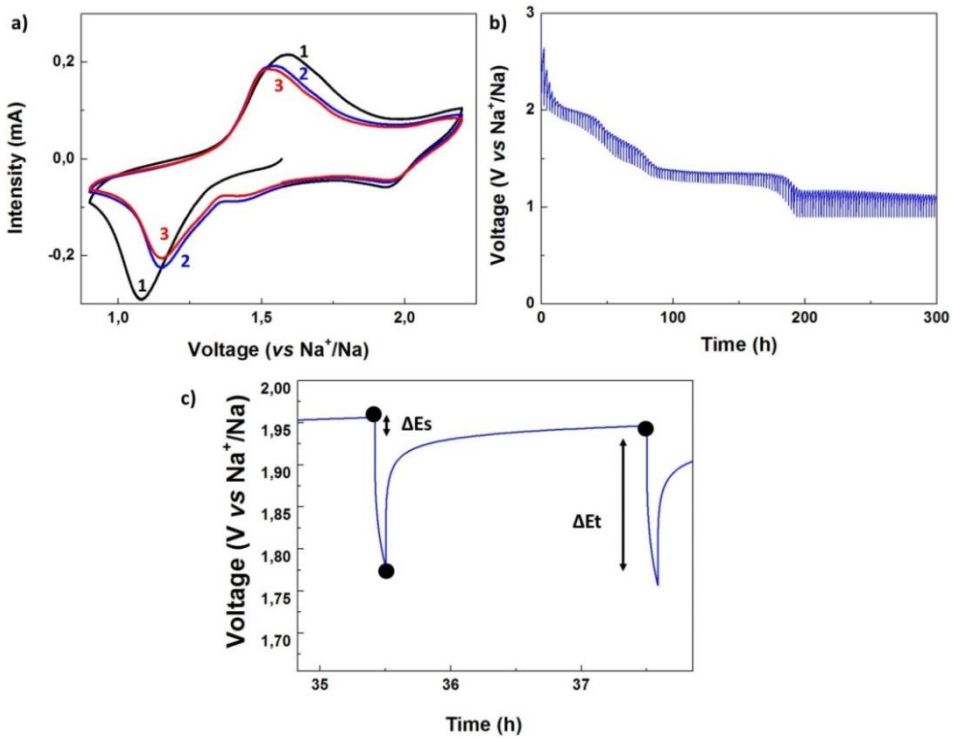 a)
Intensity (mA)
0,2
0,0
-0,2
1
2
3
3
2
1
1,0
1,5
2,0
Voltage (vs Na⁺/Na)
b)
Voltage (V vs Na⁺/Na)
3
2
1
0
0
100
200
300
Time (h)
c)
Voltage (V vs Na⁺/Na)
2,00
1,95
1,90
1,85
1,80
1,75
1,70
ΔEs
ΔEt
35
36
37
Time (h)